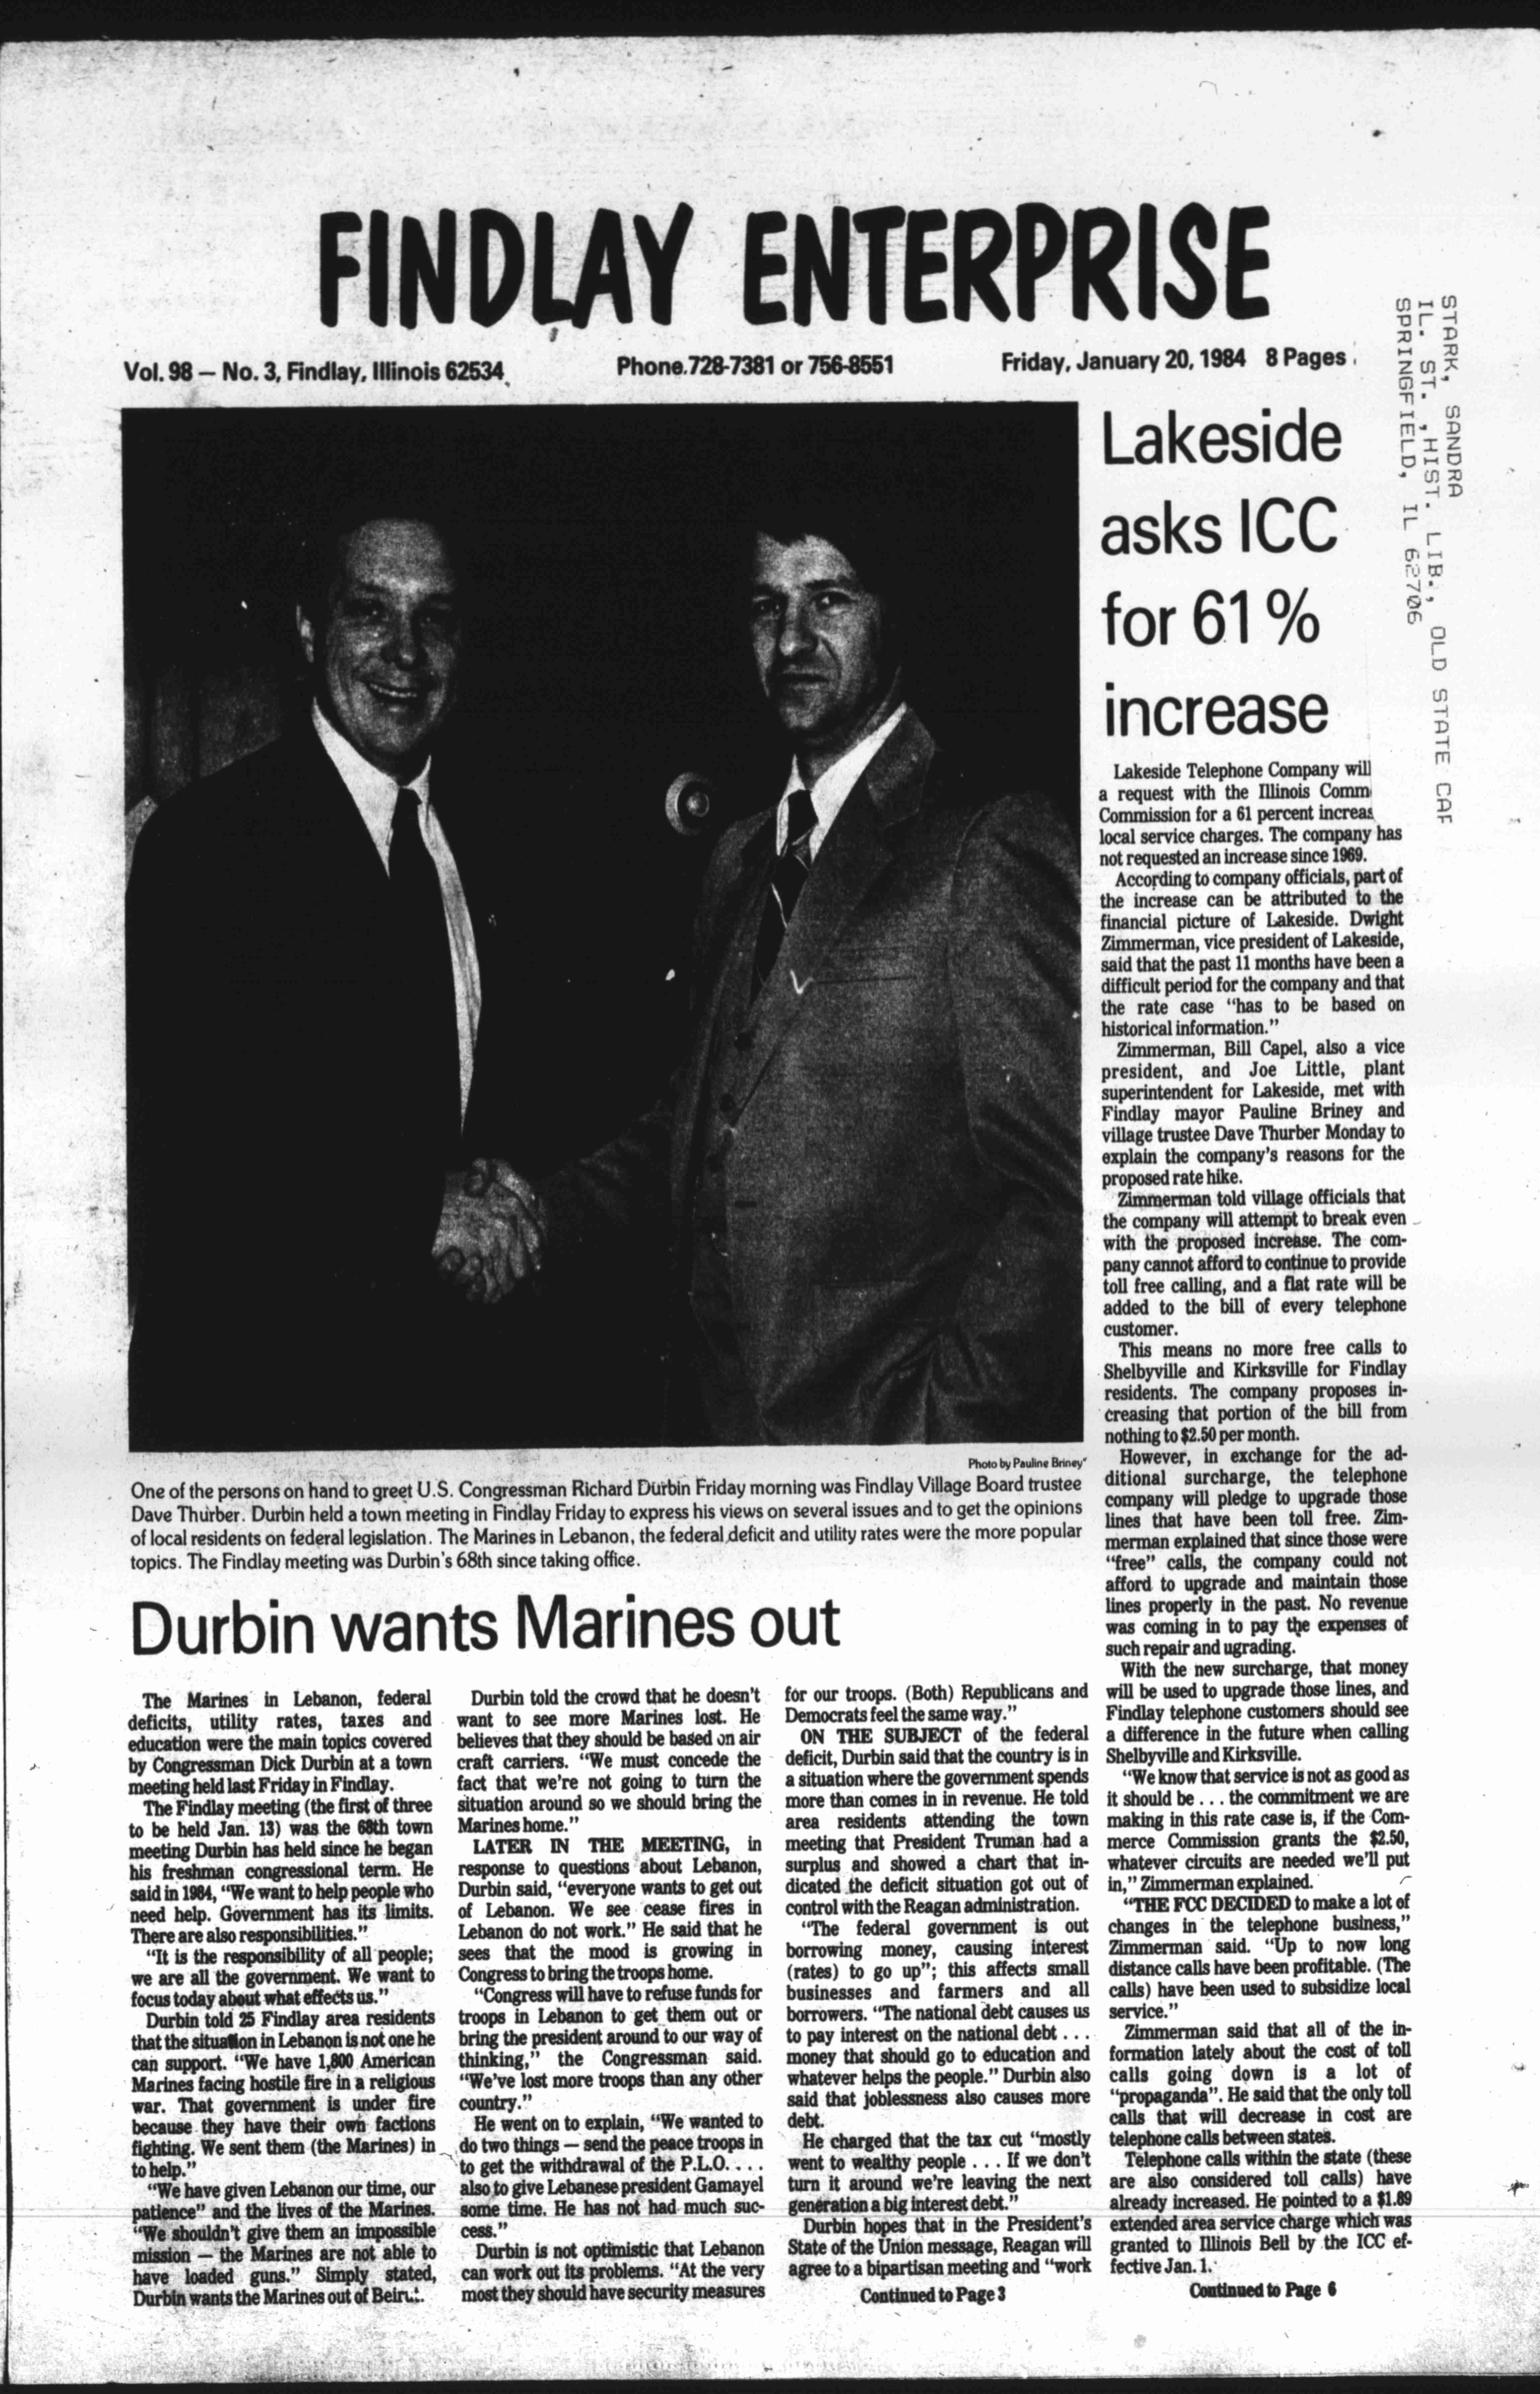 FINDLAY ENTERPRISE
Vol. 98 — No. 3, Findlay, Illinois 62534
Phone.728-7381 or 756-8551
Friday, January 20, 1984 8 Pages
STARK, SANDRA
IL. ST. ,HIST. LIB., OLD STATE CAP
SPRINGFIELD, IL 62706
Photo by Pauline Briney
One of the persons on hand to greet U.S. Congressman Richard Durbin Friday morning was Findlay Village Board trustee
Dave Thurber. Durbin held a town meeting in Findlay Friday to express his views on several issues and to get the opinions
of local residents on federal legislation. The Marines in Lebanon, the federal deficit and utility rates were the more popular
topics. The Findlay meeting was Durbin's 68th since taking office.
Durbin wants Marines out
The Marines in Lebanon, federal
deficits, utility rates, taxes and
education were the main topics covered
by Congressman Dick Durbin at a town
meeting held last Friday in Findlay.
The Findlay meeting (the first of three
to be held Jan. 13) was the 68th town
meeting Durbin has held since he began
his freshman congressional term. He
said in 1984, "We want to help people who
need help. Government has its limits.
There are also responsibilities."
"It is the responsibility of all people;
we are all the government. We want to
focus today about what effects us."
Durbin told 25 Findlay area residents
that the situation in Lebanon is not one he
can support. "We have 1,800 American
Marines facing hostile fire in a religious
war. That government is under fire
because they have their own factions
fighting. We sent them (the Marines) in
to help."
"We have given Lebanon our time, our
patience" and the lives of the Marines.
"We shouldn't give them an impossible
mission — the Marines are not able to
have loaded guns." Simply stated,
Durbin wants the Marines out of Beirut.
Durbin told the crowd that he doesn't
want to see more Marines lost. He
believes that they should be based on air
craft carriers. "We must concede the
fact that we're not going to turn the
situation around so we should bring the
Marines home."
LATER IN THE MEETING, in
response to questions about Lebanon,
Durbin said, "everyone wants to get out
of Lebanon. We see cease fires in
Lebanon do not work." He said that he
sees that the mood is growing in
Congress to bring the troops home.
"Congress will have to refuse funds for
troops in Lebanon to get them out or
bring the president around to our way of
thinking," the Congressman said.
"We've lost more troops than any other
country."
He went on to explain, "We wanted to
do two things — send the peace troops in
to get the withdrawal of the P.L.O. . . .
also to give Lebanese president Gamayel
some time. He has not had much suc-
cess."
Durbin is not optimistic that Lebanon
can work out its problems. "At the very
most they should have security measures
for our troops. (Both) Republicans and
Democrats feel the same way."
ON THE SUBJECT of the federal
deficit, Durbin said that the country is in
a situation where the government spends
more than comes in in revenue. He told
area residents attending the town
meeting that President Truman had a
surplus and showed a chart that in-
dicated the deficit situation got out of
control with the Reagan administration.
"The federal government is out
borrowing money, causing interest
(rates) to go up"; this affects small
businesses and farmers and all
borrowers. "The national debt causes us
to pay interest on the national debt . . .
money that should go to education and
whatever helps the people." Durbin also
said that joblessness also causes more
debt.
He charged that the tax cut "mostly
went to wealthy people . . . If we don't
turn it around we're leaving the next
generation a big interest debt."
Durbin hopes that in the President's
State of the Union message, Reagan will
agree to a bipartisan meeting and "work
Continued to Page 3
Lakeside
asks ICC
for 61%
increase
Lakeside Telephone Company will
a request with the Illinois Comm
Commission for a 61 percent increas
local service charges. The company has
not requested an increase since 1969.
According to company officials, part of
the increase can be attributed to the
financial picture of Lakeside. Dwight
Zimmerman, vice president of Lakeside,
said that the past 11 months have been a
difficult period for the company and that
the rate case "has to be based on
historical information."
Zimmerman, Bill Capel, also a vice
president, and Joe Little, plant
superintendent for Lakeside, met with
Findlay mayor Pauline Briney and
village trustee Dave Thurber Monday to
explain the company's reasons for the
proposed rate hike.
Zimmerman told village officials that
the company will attempt to break even
with the proposed increase. The com-
pany cannot afford to continue to provide
toll free calling, and a flat rate will be
added to the bill of every telephone
customer.
This means no more free calls to
Shelbyville and Kirksville for Findlay
residents. The company proposes in-
creasing that portion of the bill from
nothing to $2.50 per month.
However, in exchange for the ad-
ditional surcharge, the telephone
company will pledge to upgrade those
lines that have been toll free. Zim-
merman explained that since those were
"free" calls, the company could not
afford to upgrade and maintain those
lines properly in the past. No revenue
was coming in to pay the expenses of
such repair and ugrading.
With the new surcharge, that money
will be used to upgrade those lines, and
Findlay telephone customers should see
a difference in the future when calling
Shelbyville and Kirksville.
"We know that service is not as good as
it should be . . . the commitment we are
making in this rate case is, if the Com-
merce Commission grants the $2.50,
whatever circuits are needed we'll put
in," Zimmerman explained.
"THE FCC DECIDED to make a lot of
changes in the telephone business,"
Zimmerman said. "Up to now long
distance calls have been profitable. (The
calls) have been used to subsidize local
service."
Zimmerman said that all of the in-
formation lately about the cost of toll
calls going down is a lot of
"propaganda". He said that the only toll
calls that will decrease in cost are
telephone calls between states.
Telephone calls within the state (these
are also considered toll calls) have
already increased. He pointed to a $1.89
extended area service charge which was
granted to Illinois Bell by the ICC ef-
fective Jan. 1.
Continued to Page 6